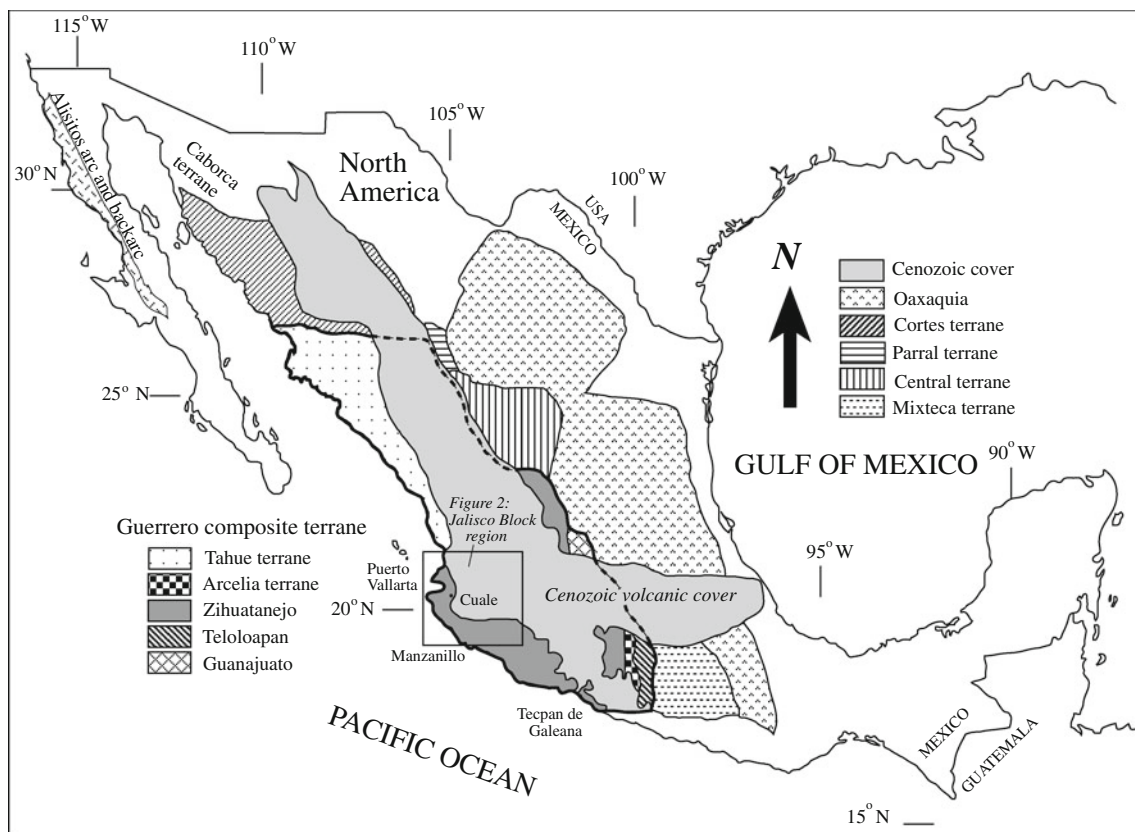 115°W
110°W
105°W
100°W
90°W
95°W
30°N
25°N
20°N
15°N
Alisitos arc and backarc
Caborca
terrane
North
America
USA
MEXICO
N
Cenozoic cover
Oaxaquia
Cortes terrane
Parral terrane
Central terrane
Mixteca terrane
GULF OF MEXICO
Figure 2:
Jalisco Block
region
Guerrero composite terrane
Tahue terrane
Arcelia terrane
Zihuatanejo
Teloloapan
Guanajuato
Puerto
Vallarta
Cuale
Cenozoic volcanic cover
Manzanillo
Tecpan de
Galeana
PACIFIC OCEAN
MEXICO
GUATEMALA